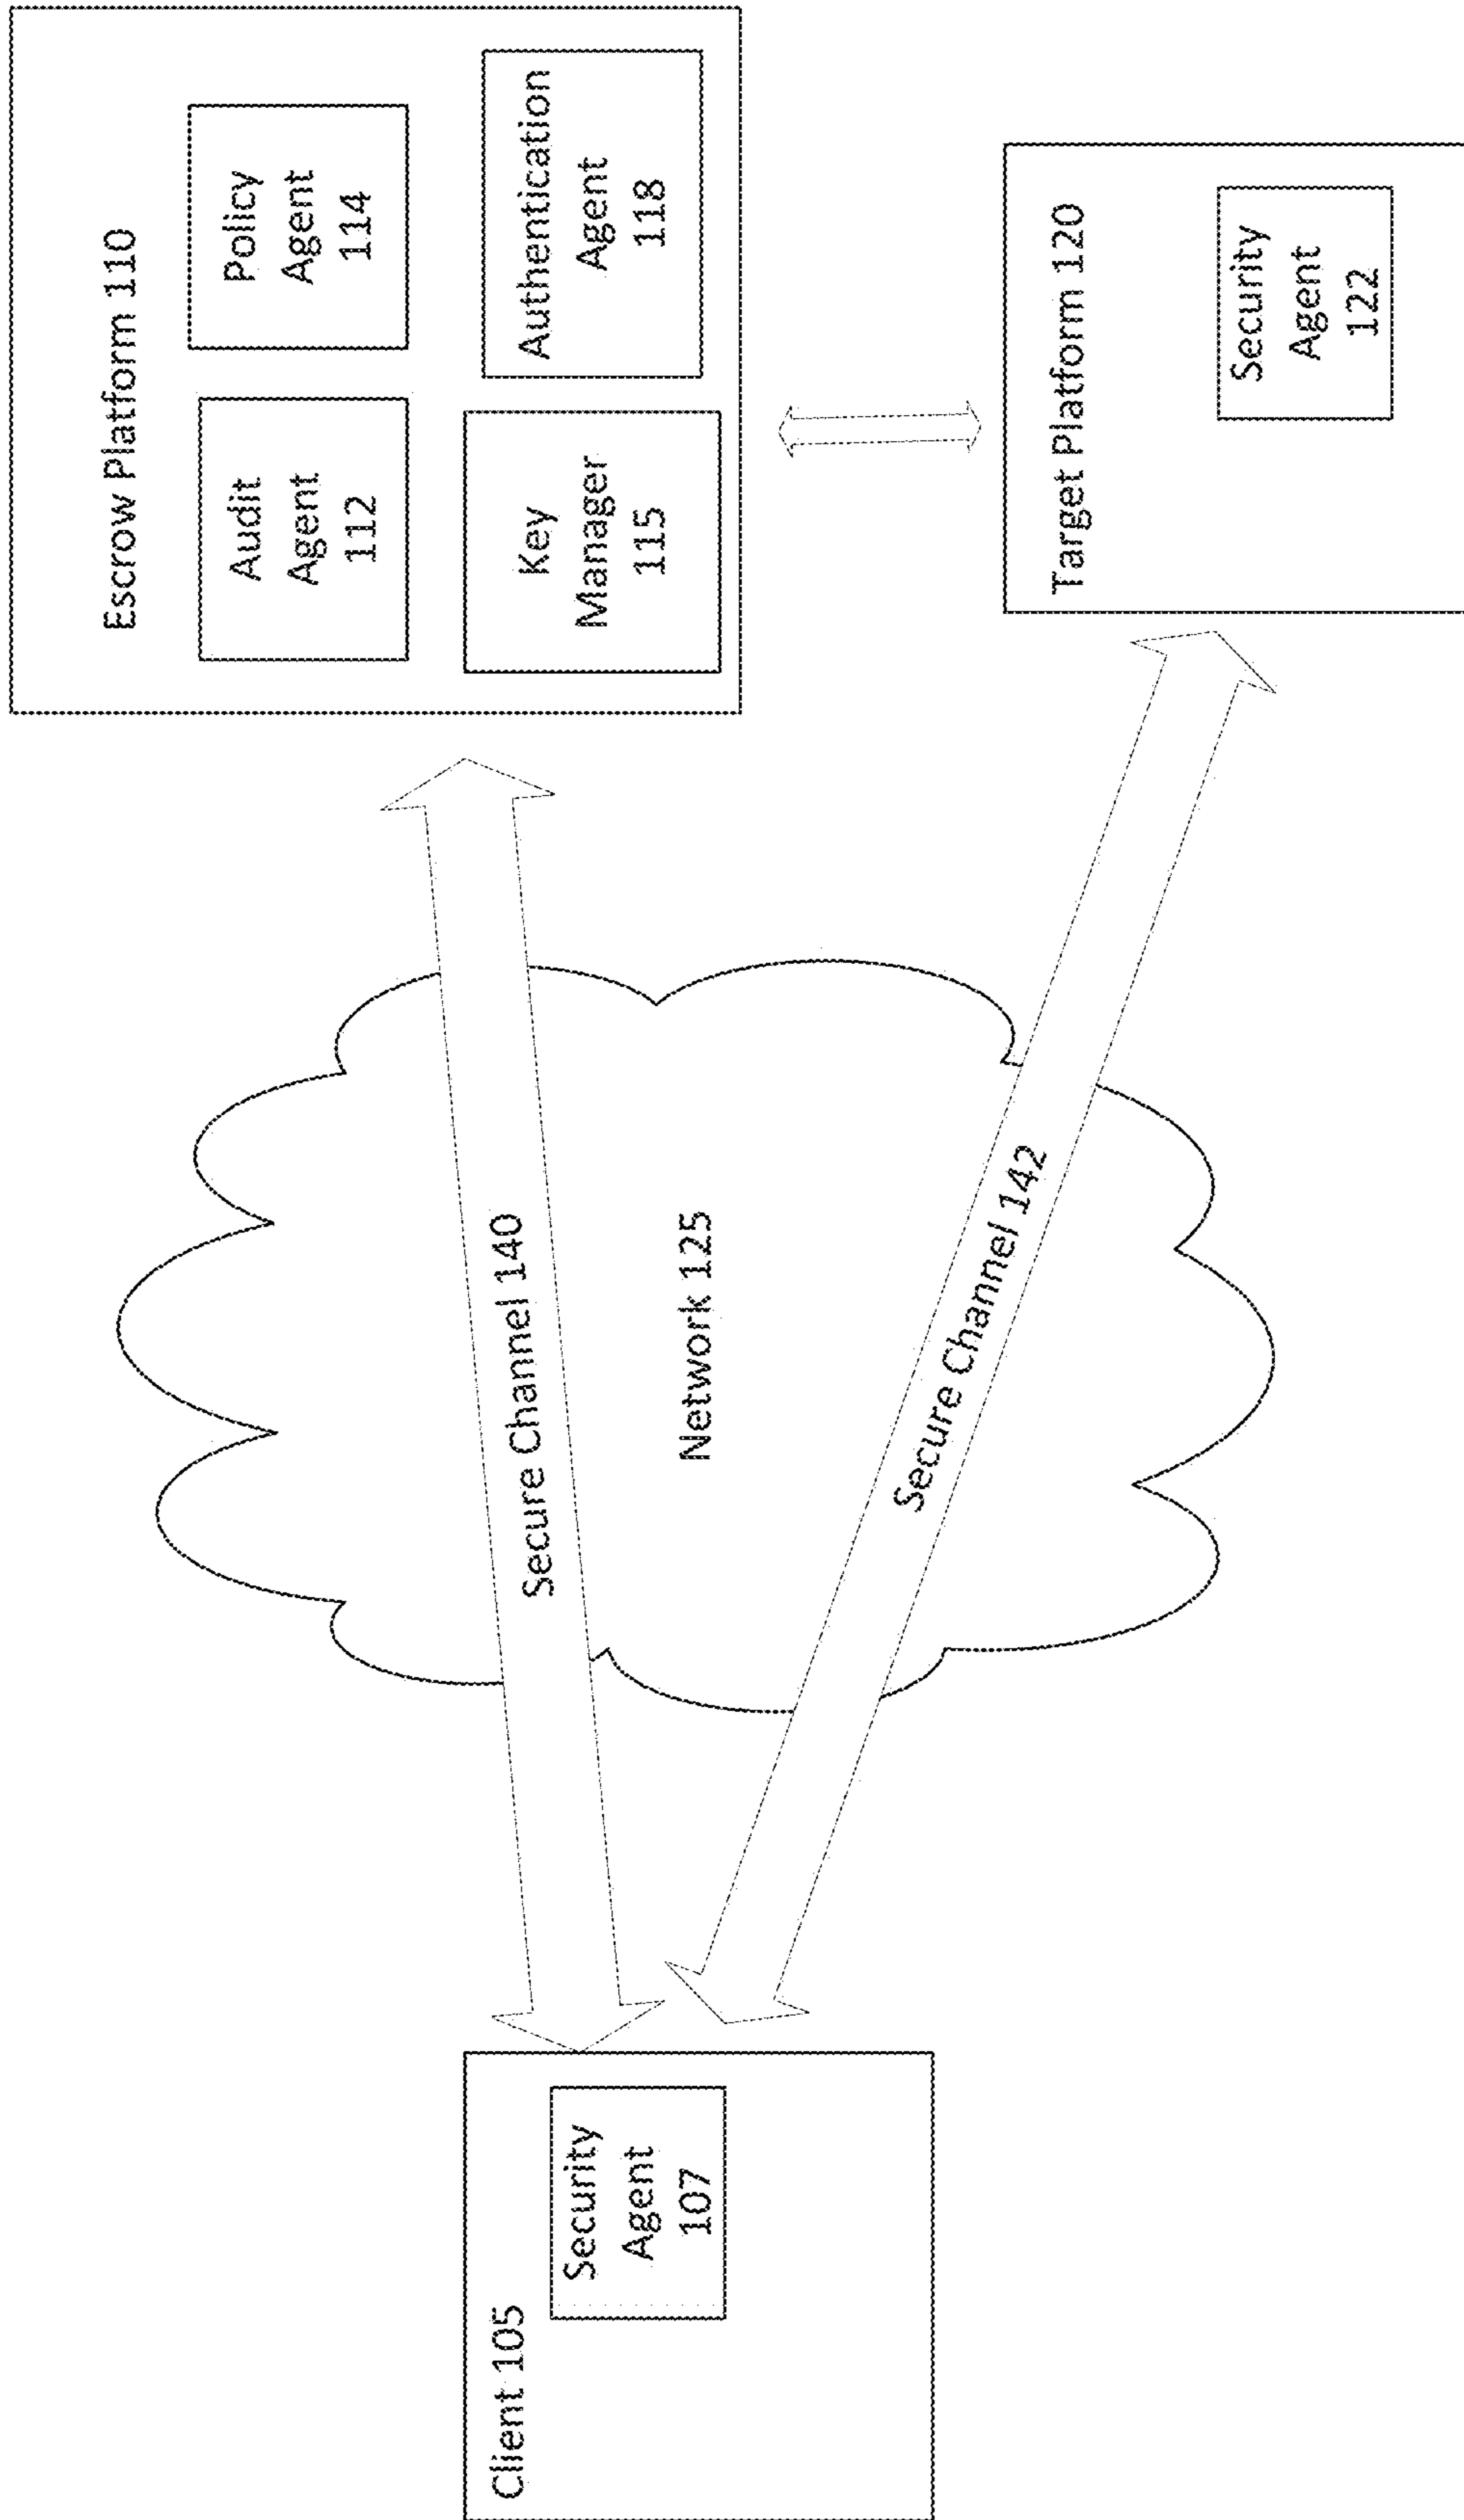 Escrow Platform 110
Audit
Agent
112
Policy
Agent
114
Key
Manager
115
Authentication
Agent
118
Secure Channel 140
Network 125
Secure Channel 142
Client 105
Security
Agent
107
Target Platform 120
Security
Agent
122